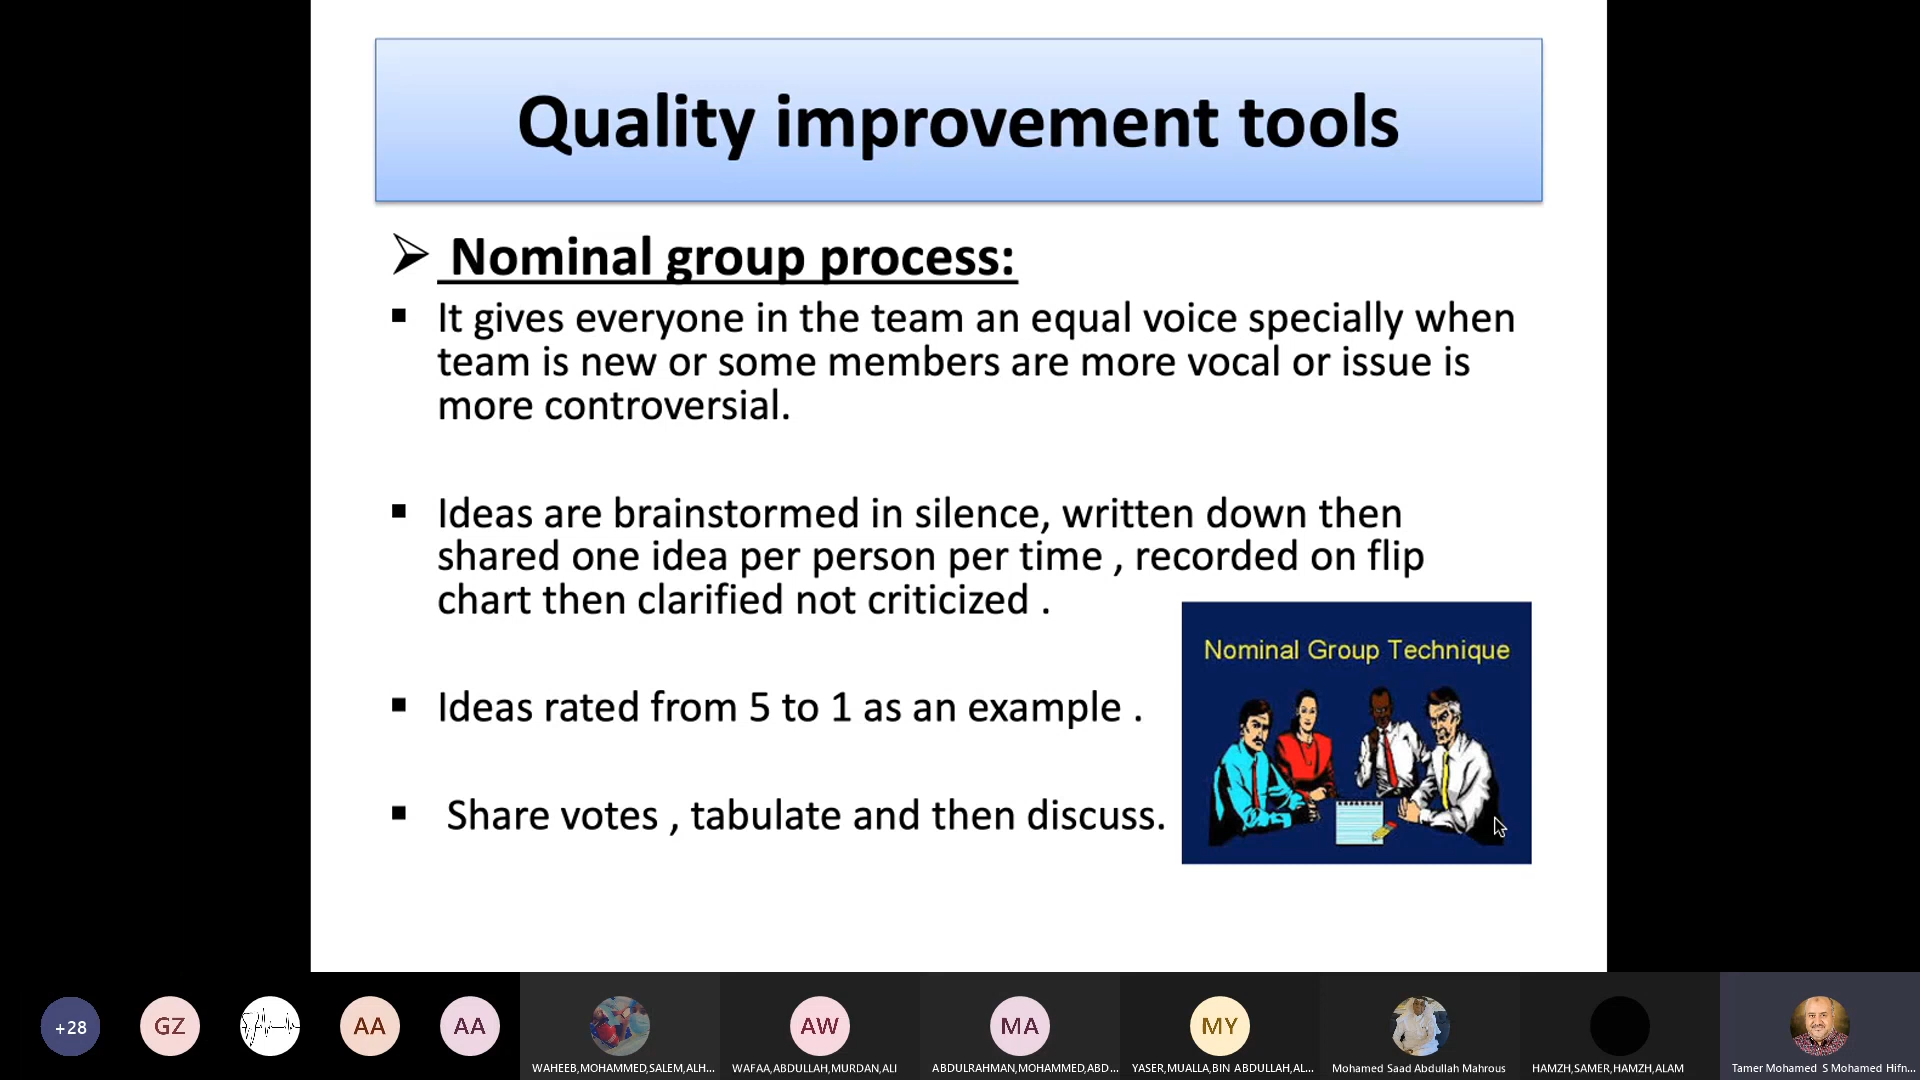 Quality improvement tools
➢ Nominal group process:
▪ It gives everyone in the team an equal voice specially when
team is new or some members are more vocal or issue is
more controversial.
▪ Ideas are brainstormed in silence, written down then
shared one idea per person per time , recorded on flip
chart then clarified not criticized .
Nominal Group Technique
▪ Ideas rated from 5 to 1 as an example .
▪ Share votes , tabulate and then discuss.
+28
GZ
AA
AA
AW
MA
MY
WAHEEB,MOHAMMED,SALEM,ALH...
WAFAA,ABDULLAH,MURDAN,ALI
ABDULRAHMAN,MOHAMMED,ABD...
YASER,MUALLA,BIN ABDULLAH,AL...
Mohamed Saad Abdullah Mahrous
HAMZH,SAMER,HAMZH,ALAM
Tamer Mohamed S Mohamed Hifn...